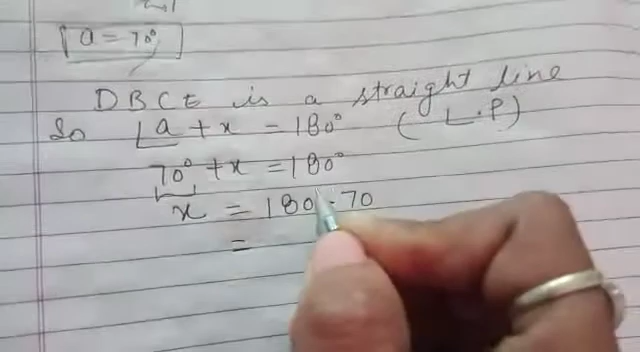 a = 70°
DBCE is a straight line
So ∠a + x = 180° (L.P)
70° + x = 180°
x = 180 - 70
=